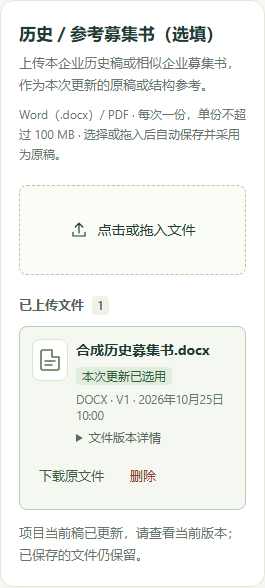 历史 / 参考募集书（选填）
上传本企业历史稿或相似企业募集书，
作为本次更新的原稿或结构参考。
Word（.docx）/ PDF · 每次一份，单份不超
过 100 MB · 选择或拖入后自动保存并采用
为原稿。
点击或拖入文件
已上传文件 1
合成历史募集书.docx
本次更新已选用
DOCX · V1 · 2026年10月25日
10:00
▶ 文件版本详情
下载原文件 删除
项目当前稿已更新，请查看当前版本；
已保存的文件仍保留。